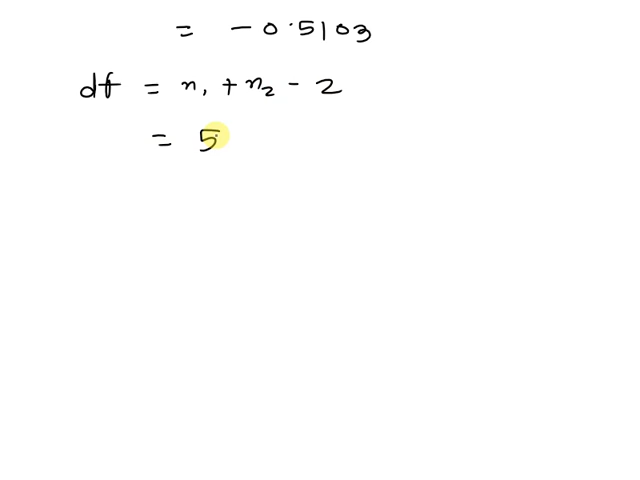 = -0.5103
df = n₁ + n₂ - 2
= 5